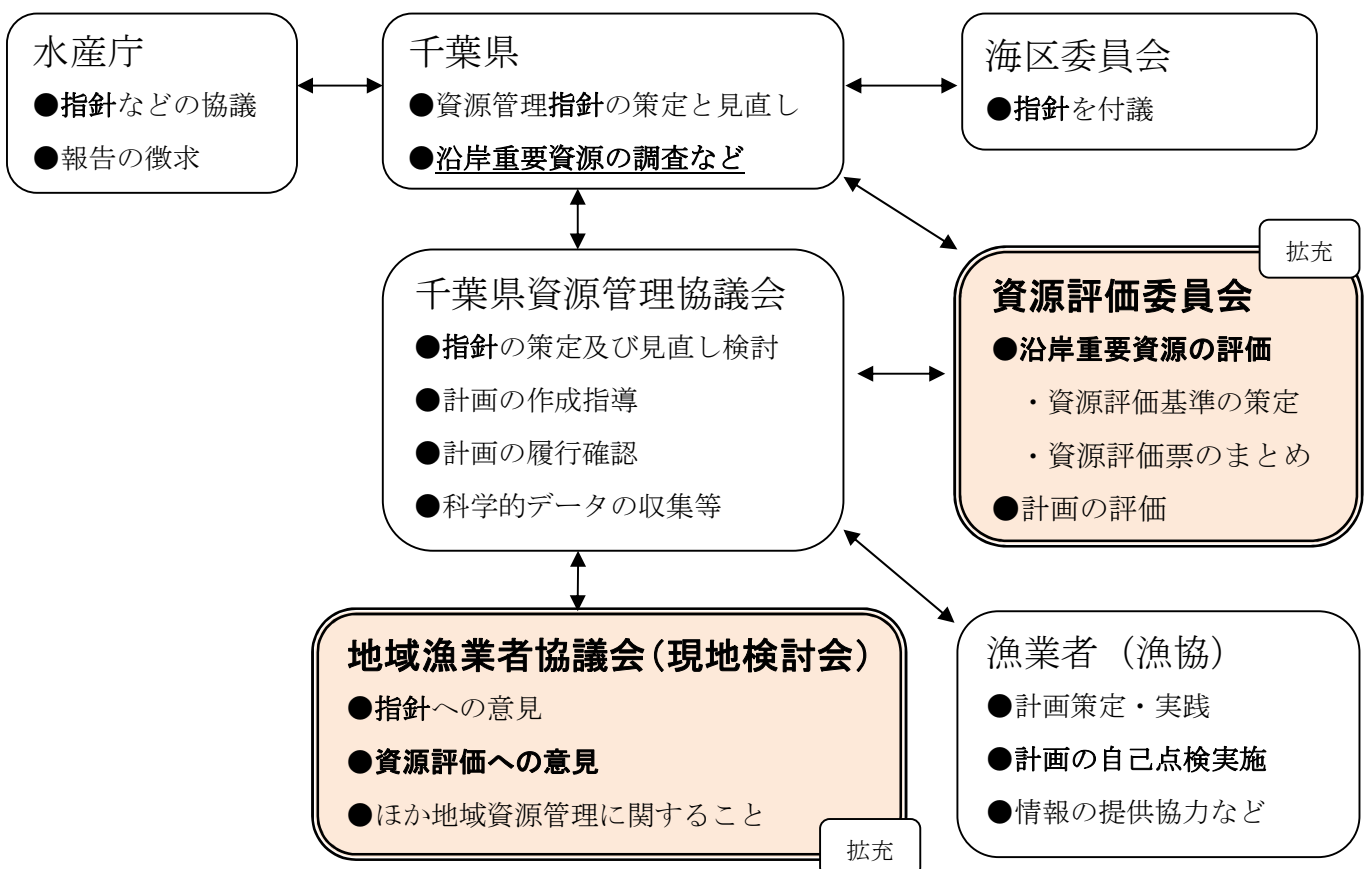 水産庁
●指針などの協議
●報告の徴求
千葉県
●資源管理指針の策定と見直し
●沿岸重要資源の調査など
海区委員会
●指針を付議
千葉県資源管理協議会
●指針の策定及び見直し検討
●計画の作成指導
●計画の履行確認
●科学的データの収集等
拡充
資源評価委員会
●沿岸重要資源の評価
・資源評価基準の策定
・資源評価票のまとめ
●計画の評価
地域漁業者協議会(現地検討会)
●指針への意見
●資源評価への意見
●ほか地域資源管理に関すること
拡充
漁業者（漁協）
●計画策定・実践
●計画の自己点検実施
●情報の提供協力など